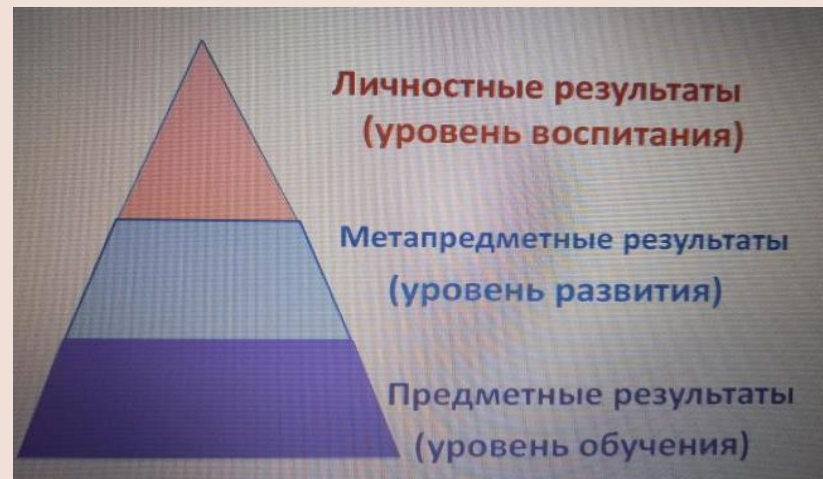 Личностные результаты
(уровень воспитания)
Метапредметные результаты
(уровень развития)
Предметные результаты
(уровень обучения)